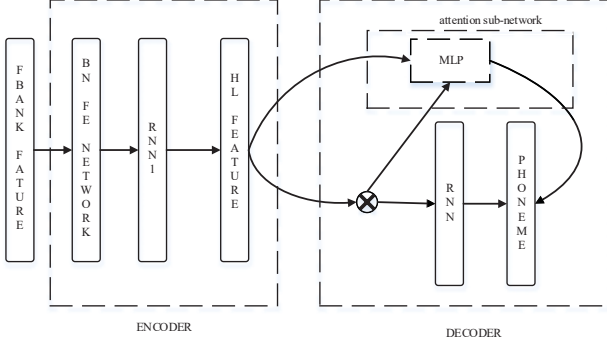 attention sub-network
MLP
FBANK FATURE
BN FE NETWORK
RNN1
HL FEATURE
RNN
PHONEME
ENCODER
DECODER